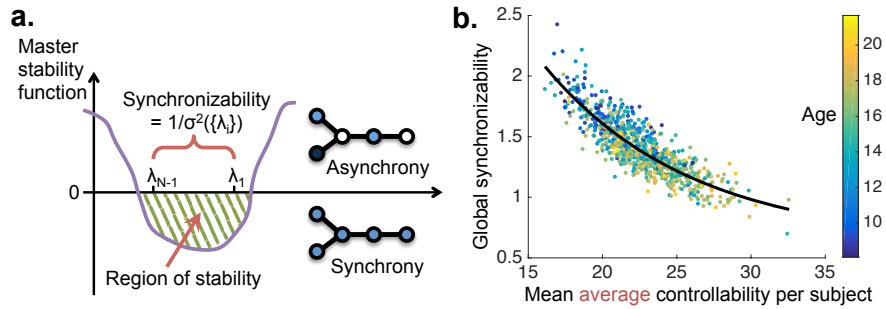 a.
Master
stability
function
Synchronizability
= 1/σ²({λᵢ})
λN-1
λ1
0
Region of stability
Asynchrony
Synchrony
b.
Global synchronizability
2.5
2
1.5
1
0.5
15
20
25
30
35
Mean average controllability per subject
Age
20
18
16
14
12
10